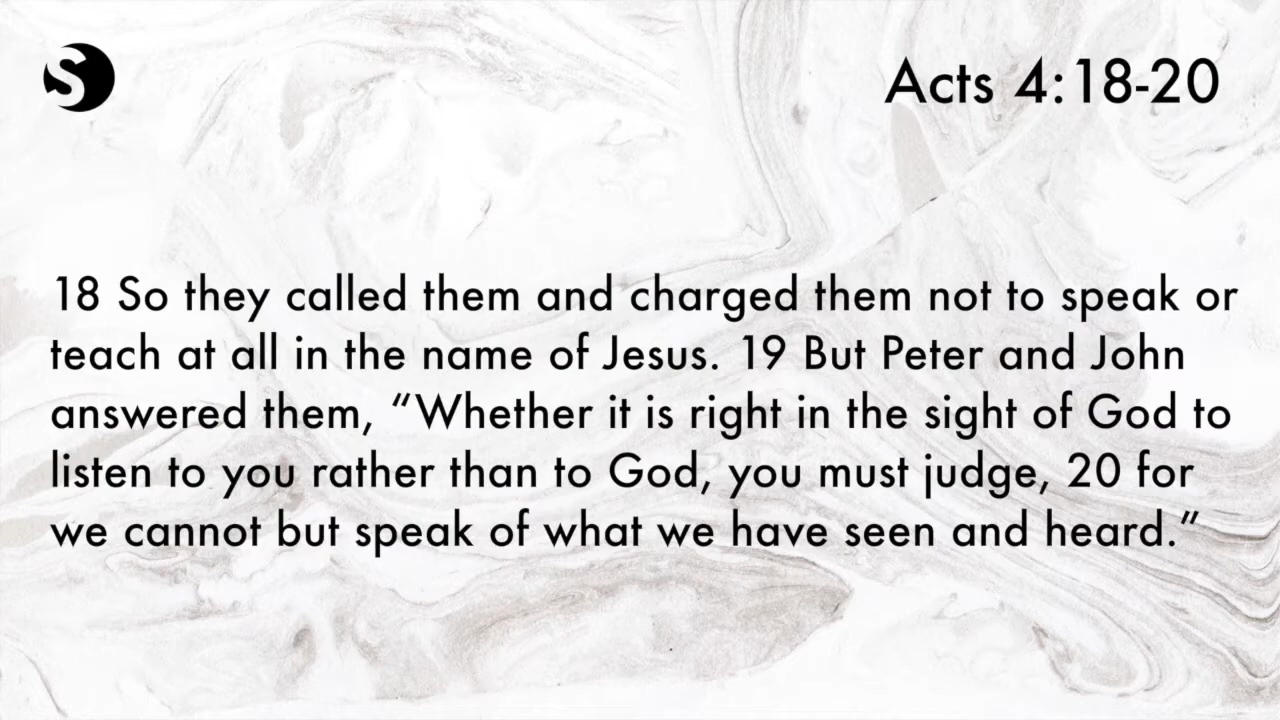 S
Acts 4:18-20
18 So they called them and charged them not to speak or
teach at all in the name of Jesus. 19 But Peter and John
answered them, “Whether it is right in the sight of God to
listen to you rather than to God, you must judge, 20 for
we cannot but speak of what we have seen and heard.”